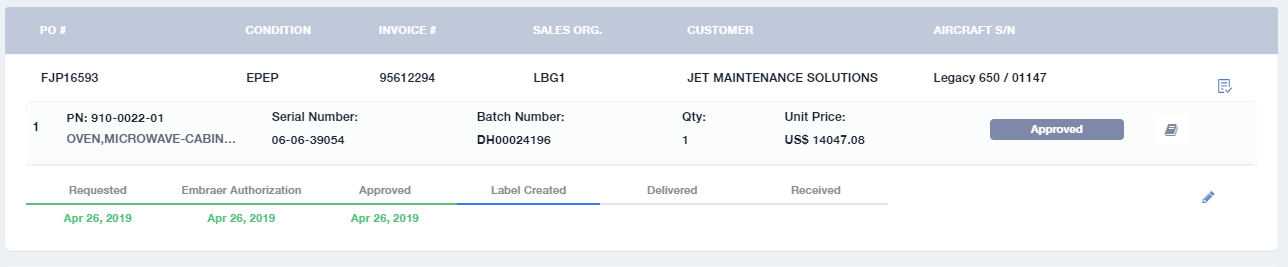 PO # CONDITION INVOICE # SALES ORG. CUSTOMER AIRCRAFT S/N
FJP16593 EPEP 95612294 LBG1 JET MAINTENANCE SOLUTIONS Legacy 650 / 01147
1 PN: 910-0022-01 Serial Number: Batch Number: Qty: Unit Price: Approved
OVEN,MICROWAVE-CABIN... 06-06-39054 DH00024196 1 US$ 14047.08
Requested Embraer Authorization Approved Label Created Delivered Received
Apr 26, 2019 Apr 26, 2019 Apr 26, 2019